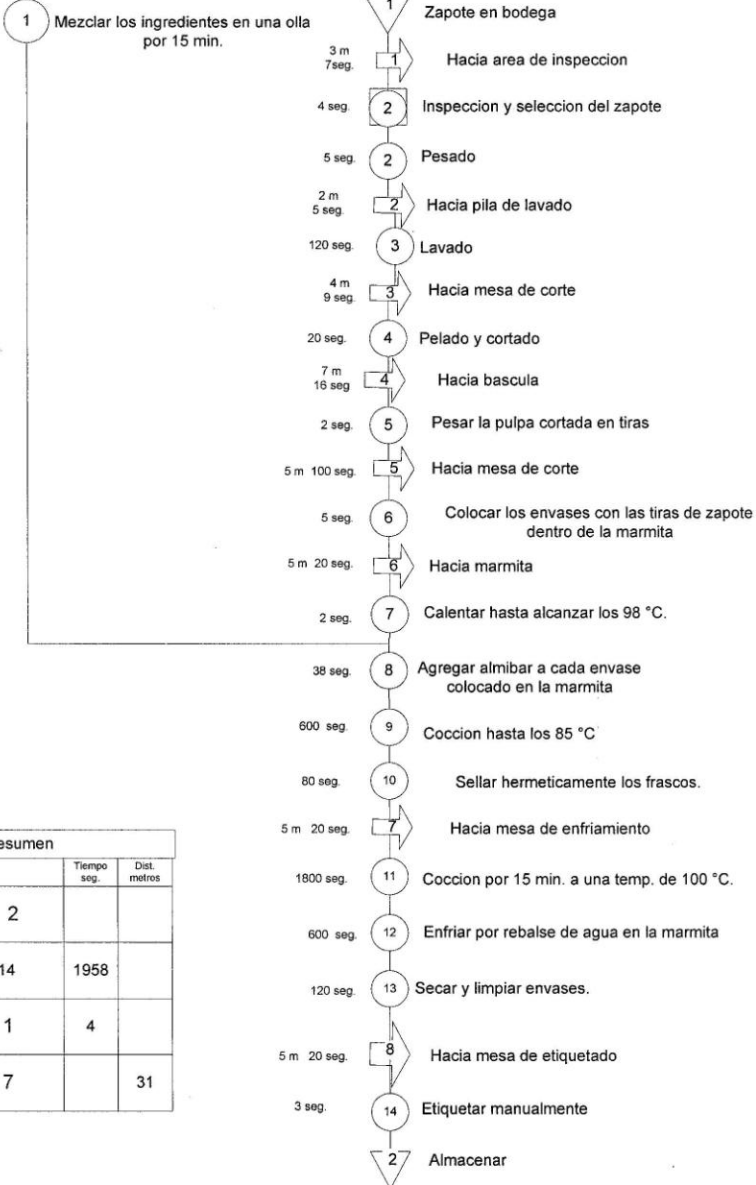 1
Mezclar los ingredientes en una olla
por 15 min.
1
Zapote en bodega
3 m
7seg.
1
Hacia area de inspeccion
4 seg.
2
Inspeccion y seleccion del zapote
5 seg.
2
Pesado
2 m
5 seg.
2
Hacia pila de lavado
120 seg.
3
Lavado
4 m
9 seg.
3
Hacia mesa de corte
20 seg.
4
Pelado y cortado
7 m
16 seg
4
Hacia bascula
2 seg.
5
Pesar la pulpa cortada en tiras
5 m 100 seg.
5
Hacia mesa de corte
5 seg.
6
Colocar los envases con las tiras de zapote
dentro de la marmita
5 m 20 seg.
6
Hacia marmita
2 seg.
7
Calentar hasta alcanzar los 98 °C.
38 seg.
8
Agregar almibar a cada envase
colocado en la marmita
600 seg.
9
Coccion hasta los 85 °C
80 seg.
10
Sellar hermeticamente los frascos.
5 m 20 seg.
7
Hacia mesa de enfriamiento
1800 seg.
11
Coccion por 15 min. a una temp. de 100 °C.
600 seg.
12
Enfriar por rebalse de agua en la marmita
120 seg.
13
Secar y limpiar envases.
5 m 20 seg.
8
Hacia mesa de etiquetado
3 seg.
14
Etiquetar manualmente
2
Almacenar
esumen
Tiempo
seg.
Dist.
metros
2
14 1958
1 4
7 31